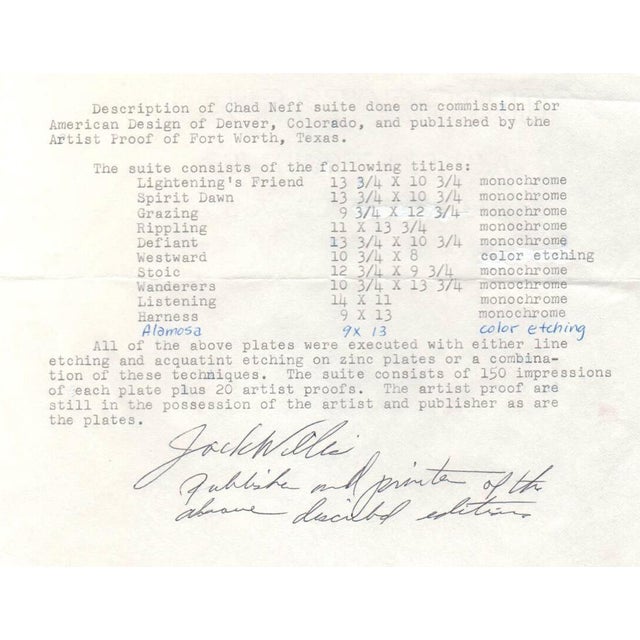 Description of Chad Neff suite done on commission for
American Design of Denver, Colorado, and published by the
Artist Proof of Fort Worth, Texas.
The suite consists of the following titles:
Lightening's Friend 13 3/4 X 10 3/4 monochrome
Spirit Dawn 13 3/4 X 10 3/4 monochrome
Grazing 9 3/4 X 12 3/4 monochrome
Rippling 11 X 13 3/4 monochrome
Defiant 13 3/4 X 10 3/4 monochrome
Westward 10 3/4 X 8 color etching
Stoic 12 3/4 X 9 3/4 monochrome
Wanderers 10 3/4 X 13 3/4 monochrome
Listening 14 X 11 monochrome
Harness 9 X 13 monochrome
Alamosa 9 X 13 color etching
All of the above plates were executed with either line
etching and acquatint etching on zinc plates or a combina-
tion of these techniques. The suite consists of 150 impressions
of each plate plus 20 artist proofs. The artist proof are
still in the possession of the artist and publisher as are
the plates.
Jack Willis
Publisher and printer of the
above discribed editions